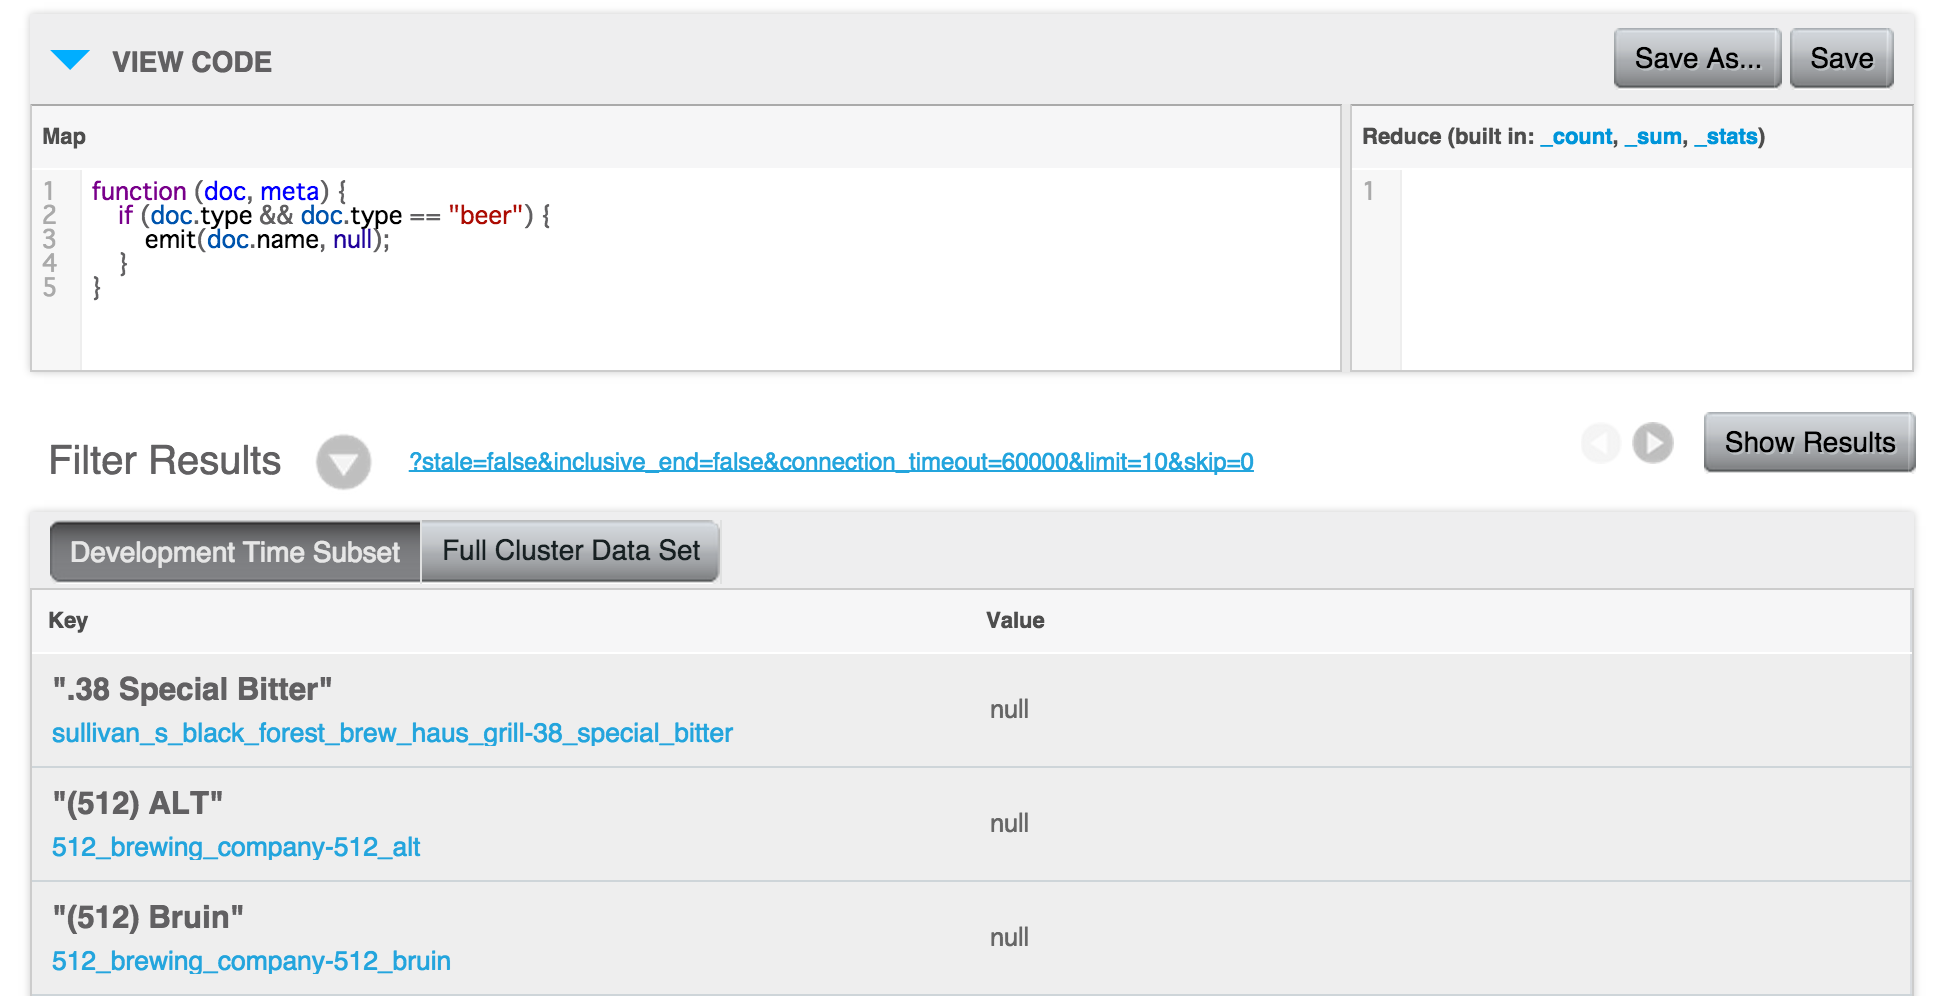 VIEW CODE
Save As...
Save
Map
Reduce (built in: _count, _sum, _stats)
1 function (doc, meta) {
2 if (doc.type && doc.type == "beer") {
3 emit(doc.name, null);
4 }
5 }
1
Filter Results
?stale=false&inclusive_end=false&connection_timeout=60000&limit=10&skip=0
Show Results
Development Time Subset
Full Cluster Data Set
Key
Value
".38 Special Bitter"
sullivan_s_black_forest_brew_haus_grill-38_special_bitter
null
"(512) ALT"
512_brewing_company-512_alt
null
"(512) Bruin"
512_brewing_company-512_bruin
null